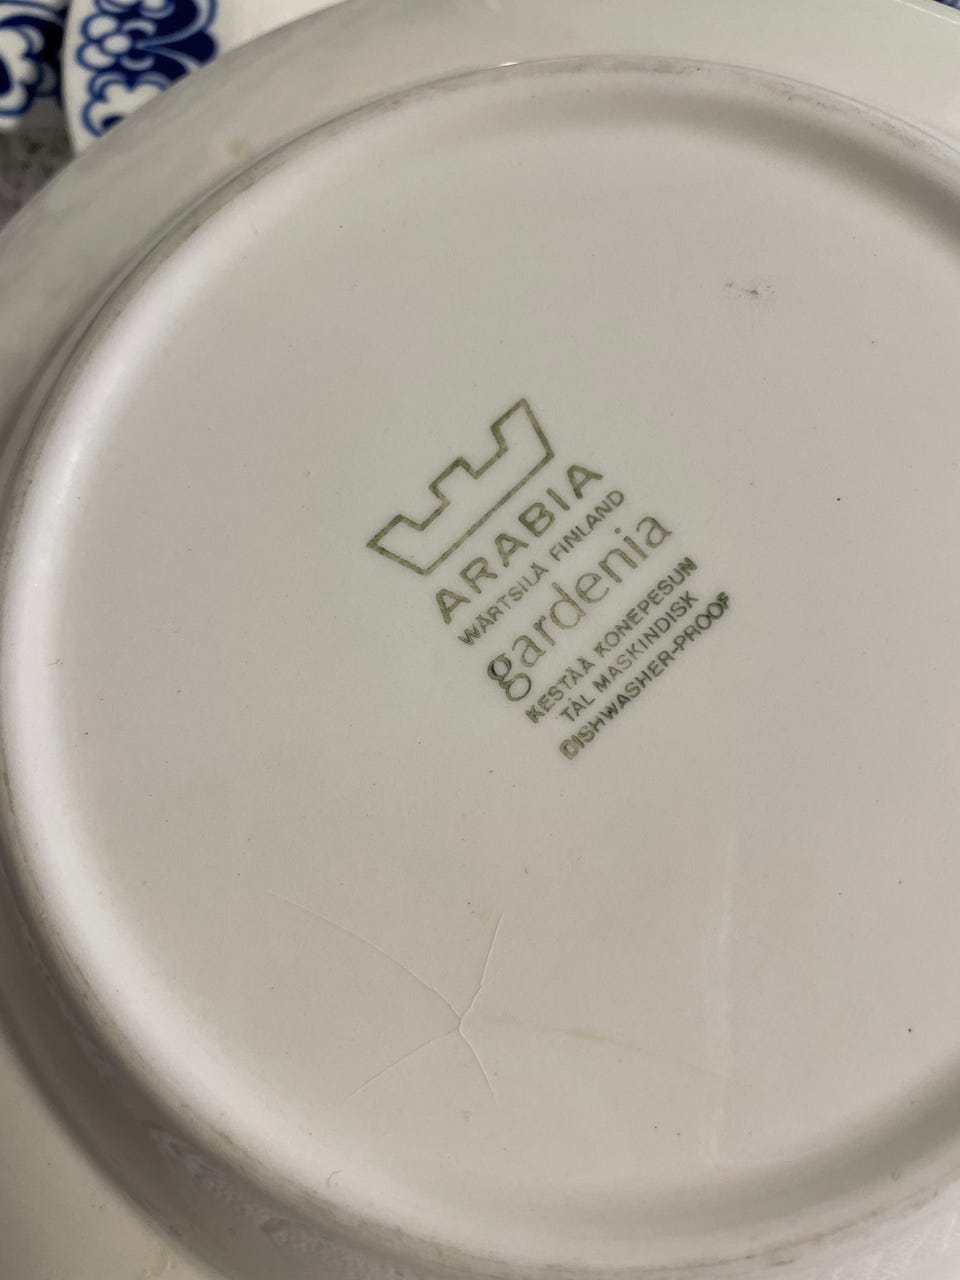 ARABIA
WÄRTSILÄ FINLAND
gardenia
KESTÄÄ KONEPESUN
TÅL MASKINDISK
DISHWASHER-PROOF